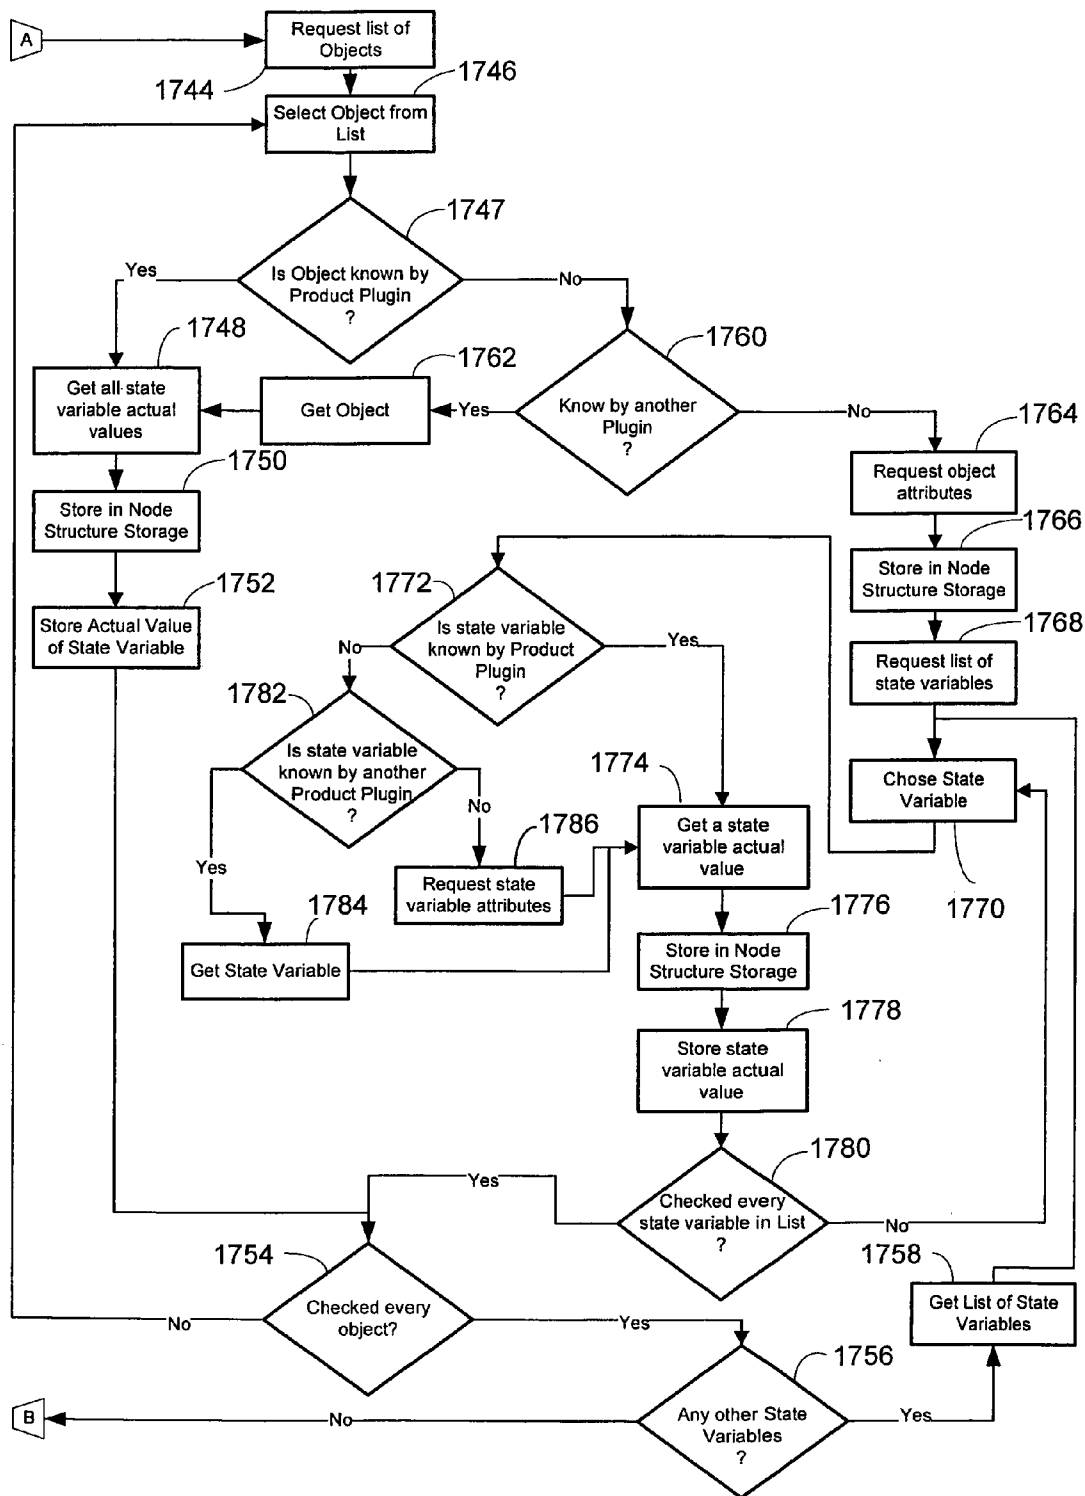 A
Request list of
Objects
1744
1746
Select Object from
List
1747
Is Object known by
Product Plugin
?
Yes
No
1748
1762
1760
Get all state
variable actual
values
Get Object
Yes
Know by another
Plugin
?
No
1764
1750
Request object
attributes
Store in Node
Structure Storage
1766
Store in Node
Structure Storage
1752
1772
Store Actual Value
of State Variable
Is state variable
known by Product
Plugin
?
No
Yes
1768
Request list of
state variables
1782
Is state variable
known by another
Product Plugin
?
1774
Chose State
Variable
No
Yes
1786
Get a state
variable actual
value
Request state
variable attributes
1770
1784
1776
Get State Variable
Store in Node
Structure Storage
1778
Store state
variable actual
value
1780
Yes
Checked every
state variable in List
?
No
1754
1758
Checked every
object?
No
Yes
Get List of State
Variables
1756
B
No
Any other State
Variables
?
Yes